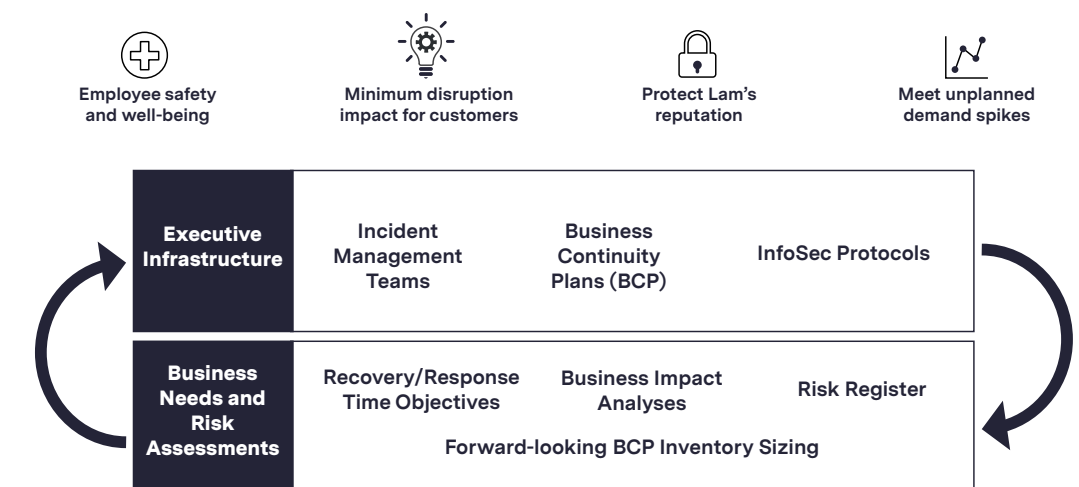 Employee safety
and well-being
Minimum disruption
impact for customers
Protect Lam’s
reputation
Meet unplanned
demand spikes
Executive
Infrastructure
Incident
Management
Teams
Business
Continuity
Plans (BCP)
InfoSec Protocols
Business
Needs and
Risk
Assessments
Recovery/Response
Time Objectives
Business Impact
Analyses
Risk Register
Forward-looking BCP Inventory Sizing